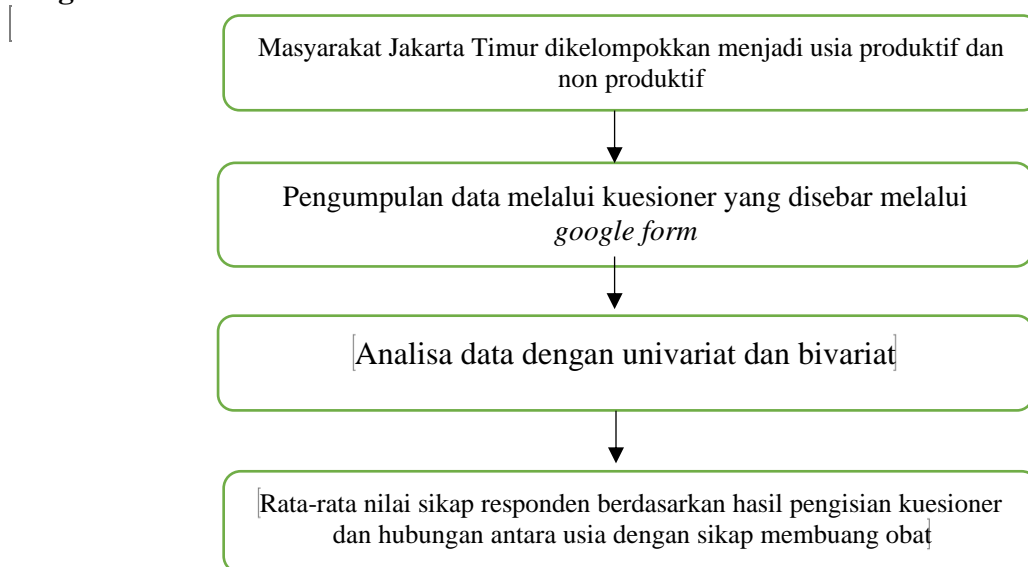 Masyarakat Jakarta Timur dikelompokkan menjadi usia produktif dan
non produktif
Pengumpulan data melalui kuesioner yang disebar melalui
google form
Analisa data dengan univariat dan bivariat
Rata-rata nilai sikap responden berdasarkan hasil pengisian kuesioner
dan hubungan antara usia dengan sikap membuang obat